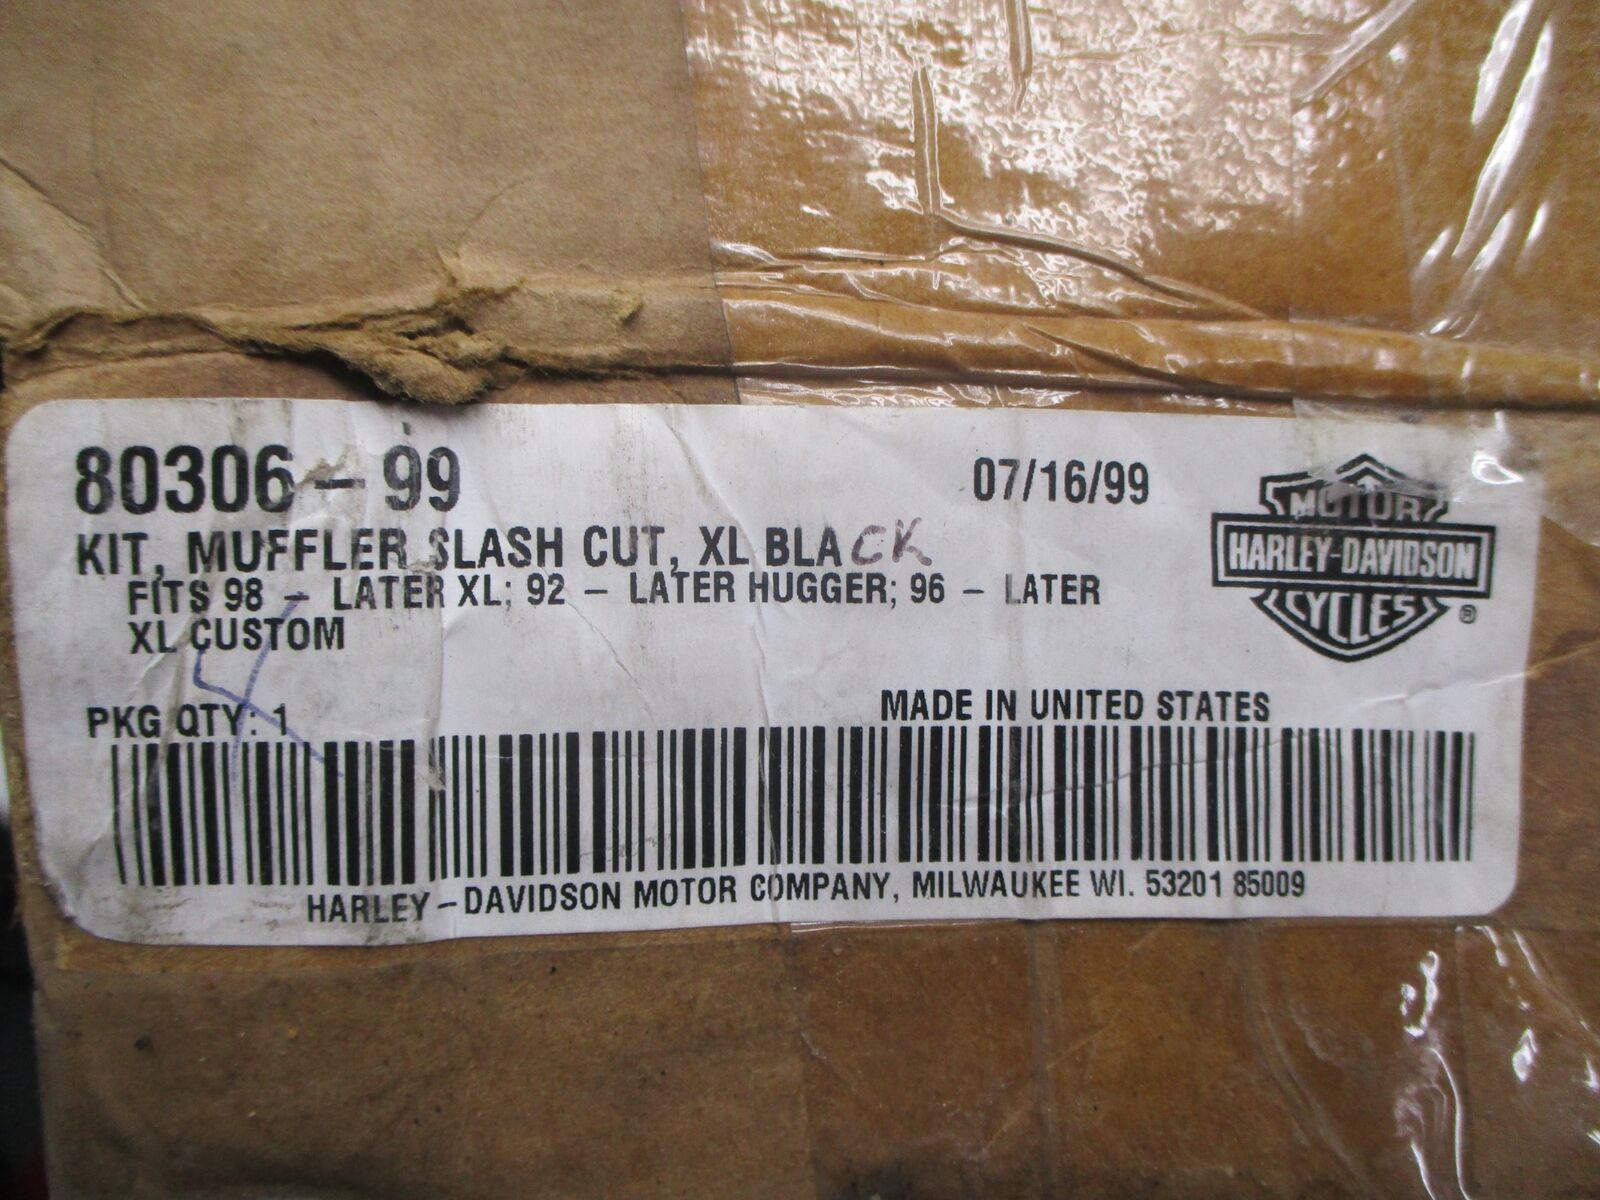 80306-99
07/16/99
KIT, MUFFLER SLASH CUT, XL BLACK
FITS 98 - LATER XL; 92 - LATER HUGGER; 96 - LATER
XL CUSTOM
MOTOR
HARLEY-DAVIDSON
CYCLES
®
4
PKG QTY: 1
MADE IN UNITED STATES
HARLEY-DAVIDSON MOTOR COMPANY, MILWAUKEE WI. 53201 85009